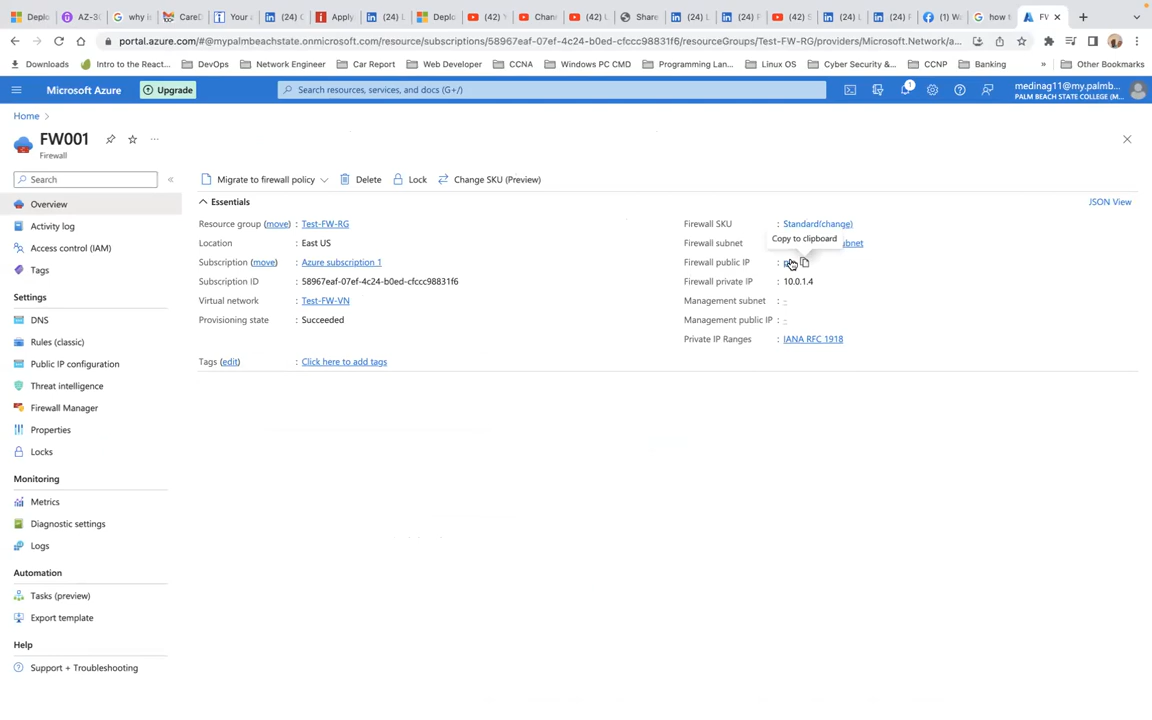 Deplo
AZ-30
why is
CareD
Your a
(24) C
Apply
(24) L
Deplo
(42) Y
Chann
(42) L
Share
(24) L
(24) F
(42) S
(24) L
(24) F
(1) Wa
how t
FW
portal.azure.com/#@mypalmbeachstate.onmicrosoft.com/resource/subscriptions/58967eaf-07ef-4c24-b0ed-cfccc98831f6/resourceGroups/Test-FW-RG/providers/Microsoft.Network/a...
Downloads
Intro to the React...
DevOps
Network Engineer
Car Report
Web Developer
CCNA
Windows PC CMD
Programming Lan...
Linux OS
Cyber Security &...
CCNP
Banking
»
Other Bookmarks
Microsoft Azure
Upgrade
Search resources, services, and docs (G+/)
1
medinag11@my.palmb...
PALM BEACH STATE COLLEGE (M...
Home >
FW001
...
Firewall
Search
«
Migrate to firewall policy
Delete
Lock
Change SKU (Preview)
Overview
Activity log
Access control (IAM)
Tags
Settings
DNS
Rules (classic)
Public IP configuration
Threat intelligence
Firewall Manager
Properties
Locks
Monitoring
Metrics
Diagnostic settings
Logs
Automation
Tasks (preview)
Export template
Help
Support + Troubleshooting
Essentials
JSON View
Resource group (move) : Test-FW-RG
Location : East US
Subscription (move) : Azure subscription 1
Subscription ID : 58967eaf-07ef-4c24-b0ed-cfccc98831f6
Virtual network : Test-FW-VN
Provisioning state : Succeeded
Tags (edit) : Click here to add tags
Firewall SKU : Standard(change)
Copy to clipboard
Firewall subnet : ubnet
Firewall public IP :
Firewall private IP : 10.0.1.4
Management subnet : -
Management public IP : -
Private IP Ranges : IANA RFC 1918